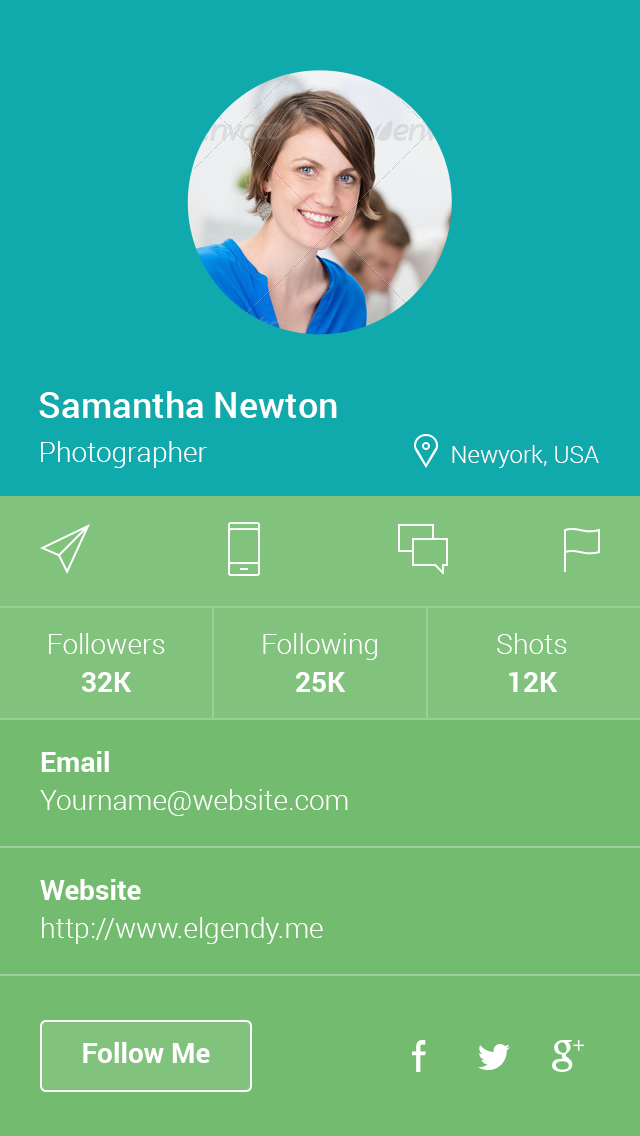 Samantha Newton
Photographer
Newyork, USA
Followers
32K
Following
25K
Shots
12K
Email
Yourname@website.com
Website
http://www.elgendy.me
Follow Me